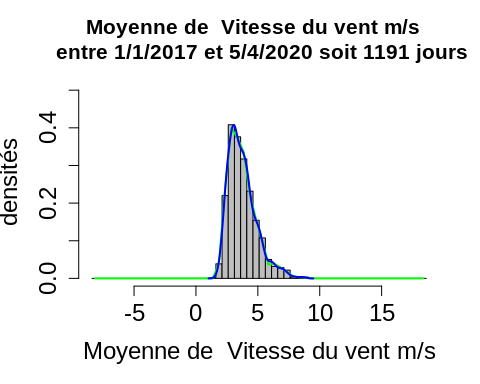 Moyenne de  Vitesse du vent m/s
entre 1/1/2017 et 5/4/2020 soit 1191 jours
densités
0.4
0.2
0.0
-5 0 5 10 15
Moyenne de  Vitesse du vent m/s